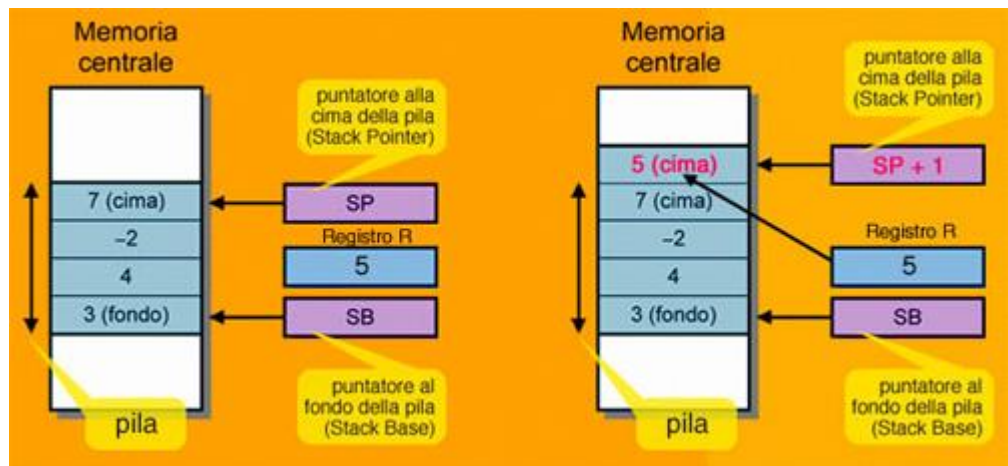 Memoria
centrale
puntatore alla
cima della pila
(Stack Pointer)
7 (cima)
SP
–2
Registro R
5
4
3 (fondo)
SB
puntatore al
fondo della pila
(Stack Base)
pila
Memoria
centrale
puntatore alla
cima della pila
(Stack Pointer)
5 (cima)
SP + 1
7 (cima)
–2
Registro R
5
4
3 (fondo)
SB
puntatore al
fondo della pila
(Stack Base)
pila